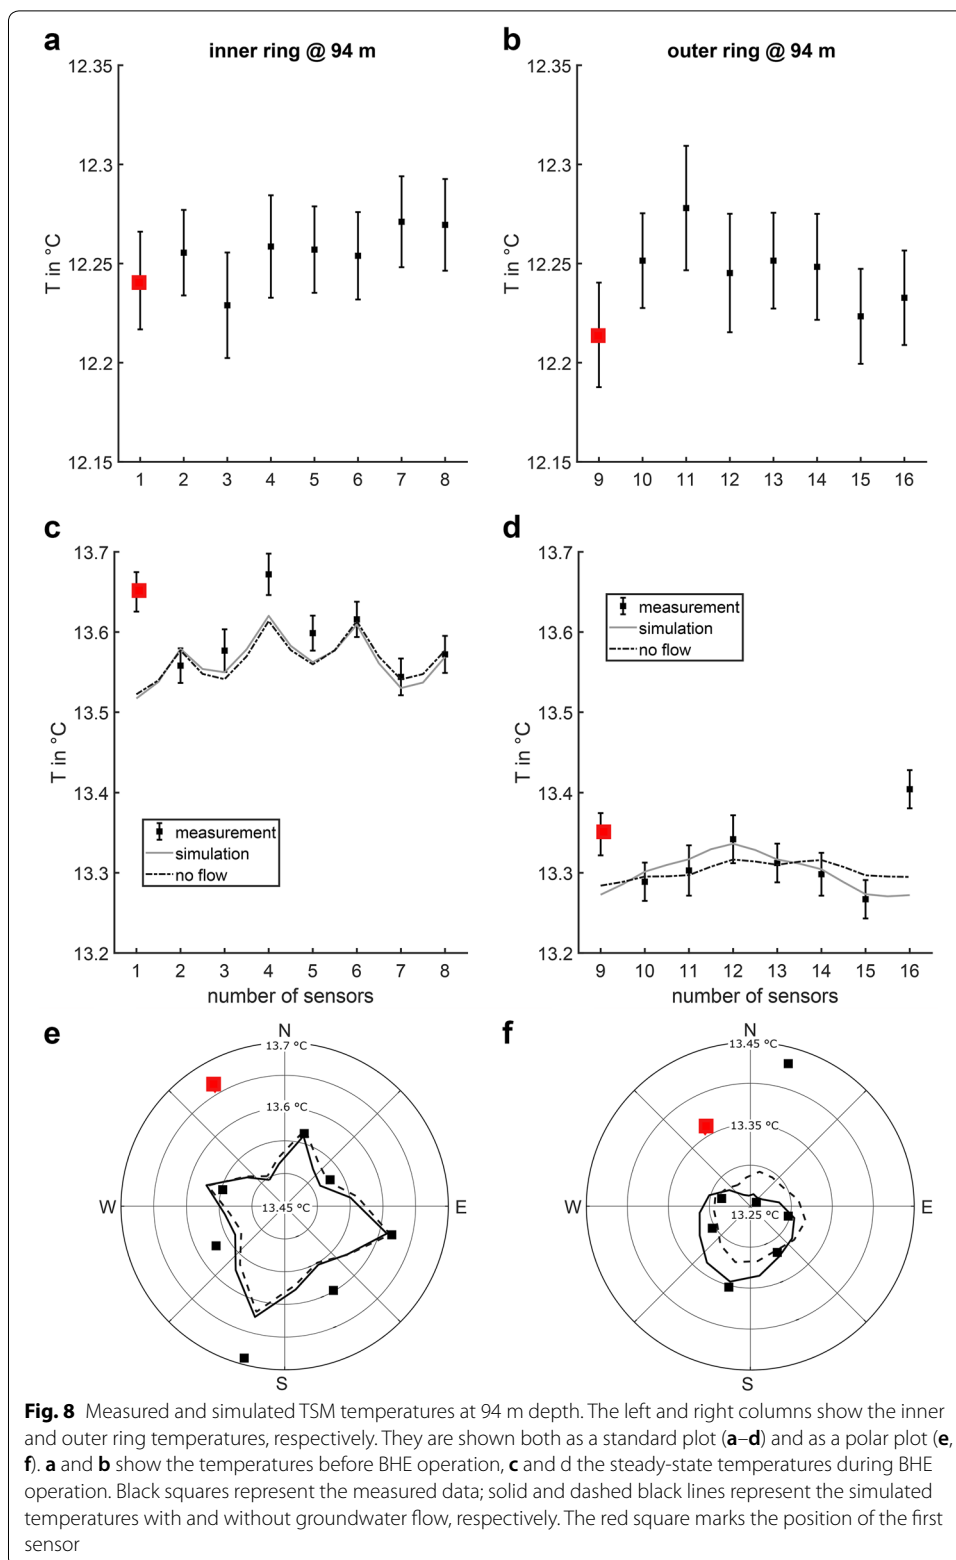 a
inner ring @ 94 m
12.35
12.3
12.25
12.2
12.15
T in °C
1 2 3 4 5 6 7 8
b
outer ring @ 94 m
12.35
12.3
12.25
12.2
12.15
T in °C
9 10 11 12 13 14 15 16
c
13.7
13.6
13.5
13.4
13.3
13.2
T in °C
measurement
simulation
no flow
1 2 3 4 5 6 7 8
number of sensors
d
13.7
13.6
13.5
13.4
13.3
13.2
T in °C
measurement
simulation
no flow
9 10 11 12 13 14 15 16
number of sensors
e
N
13.7 °C
13.6 °C
W
13.45 °C
E
S
f
N
13.45 °C
13.35 °C
W
13.25 °C
E
S
Fig. 8 Measured and simulated TSM temperatures at 94 m depth. The left and right columns show the inner
and outer ring temperatures, respectively. They are shown both as a standard plot (a–d) and as a polar plot (e,
f). a and b show the temperatures before BHE operation, c and d the steady-state temperatures during BHE
operation. Black squares represent the measured data; solid and dashed black lines represent the simulated
temperatures with and without groundwater flow, respectively. The red square marks the position of the first
sensor